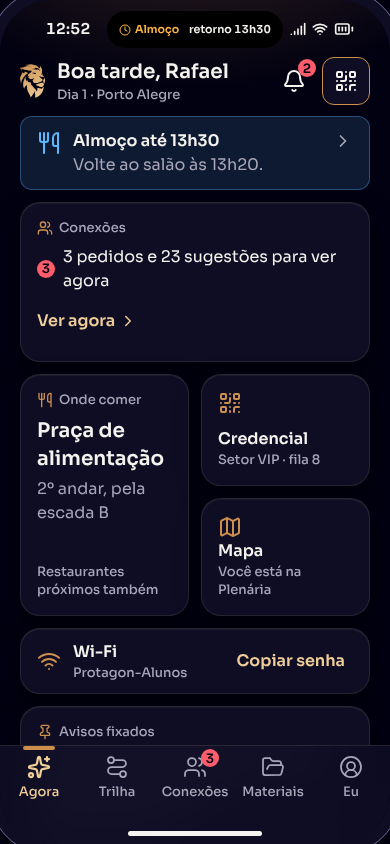 12:52
Almoço retorno 13h30
Boa tarde, Rafael
2
Dia 1 · Porto Alegre
Almoço até 13h30
Volte ao salão às 13h20.
Conexões
3
3 pedidos e 23 sugestões para ver
agora
Ver agora
Onde comer
Praça de
alimentação
2º andar, pela
escada B
Restaurantes
próximos também
Credencial
Setor VIP · fila 8
Mapa
Você está na
Plenária
Wi-Fi
Protagon-Alunos
Copiar senha
Avisos fixados
3
Agora
Trilha
Conexões
Materiais
Eu